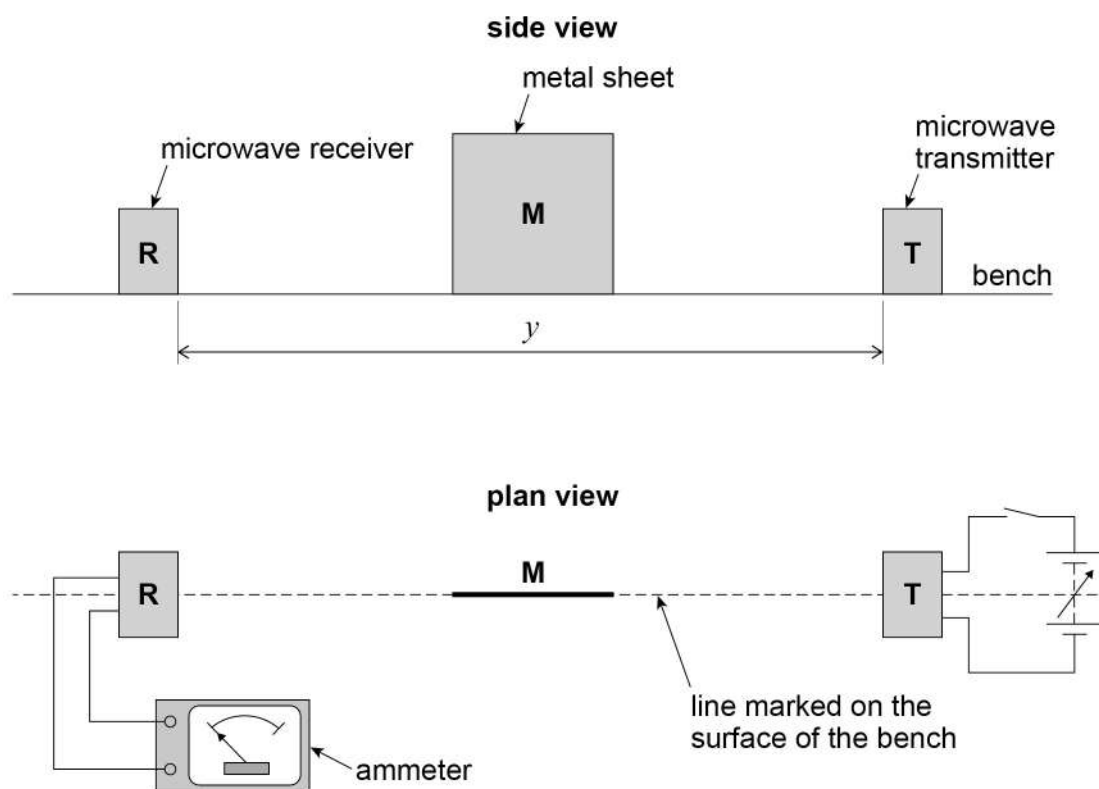 side view
metal sheet
microwave receiver
microwave
transmitter
M
R
T
bench
y
plan view
M
R
T
line marked on the
surface of the bench
ammeter